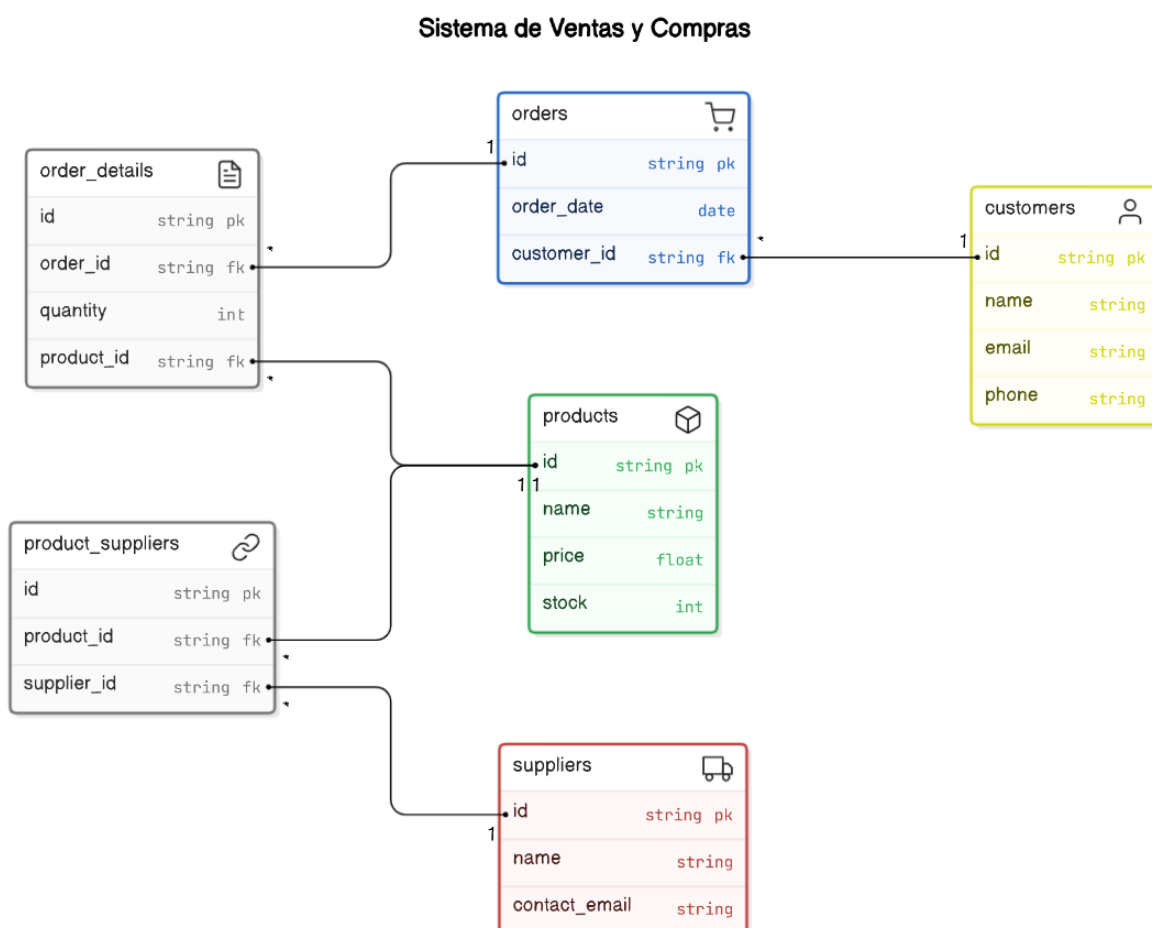 Sistema de Ventas y Compras
order_details
id string pk
* 
order_id string fk
quantity int
product_id string fk
*
orders
1
id string pk
order_date date
customer_id string fk
*
customers
1
id string pk
name string
email string
phone string
products
id string pk
1 1
name string
price float
stock int
product_suppliers
id string pk
product_id string fk
*
supplier_id string fk
*
suppliers
id string pk
1
name string
contact_email string